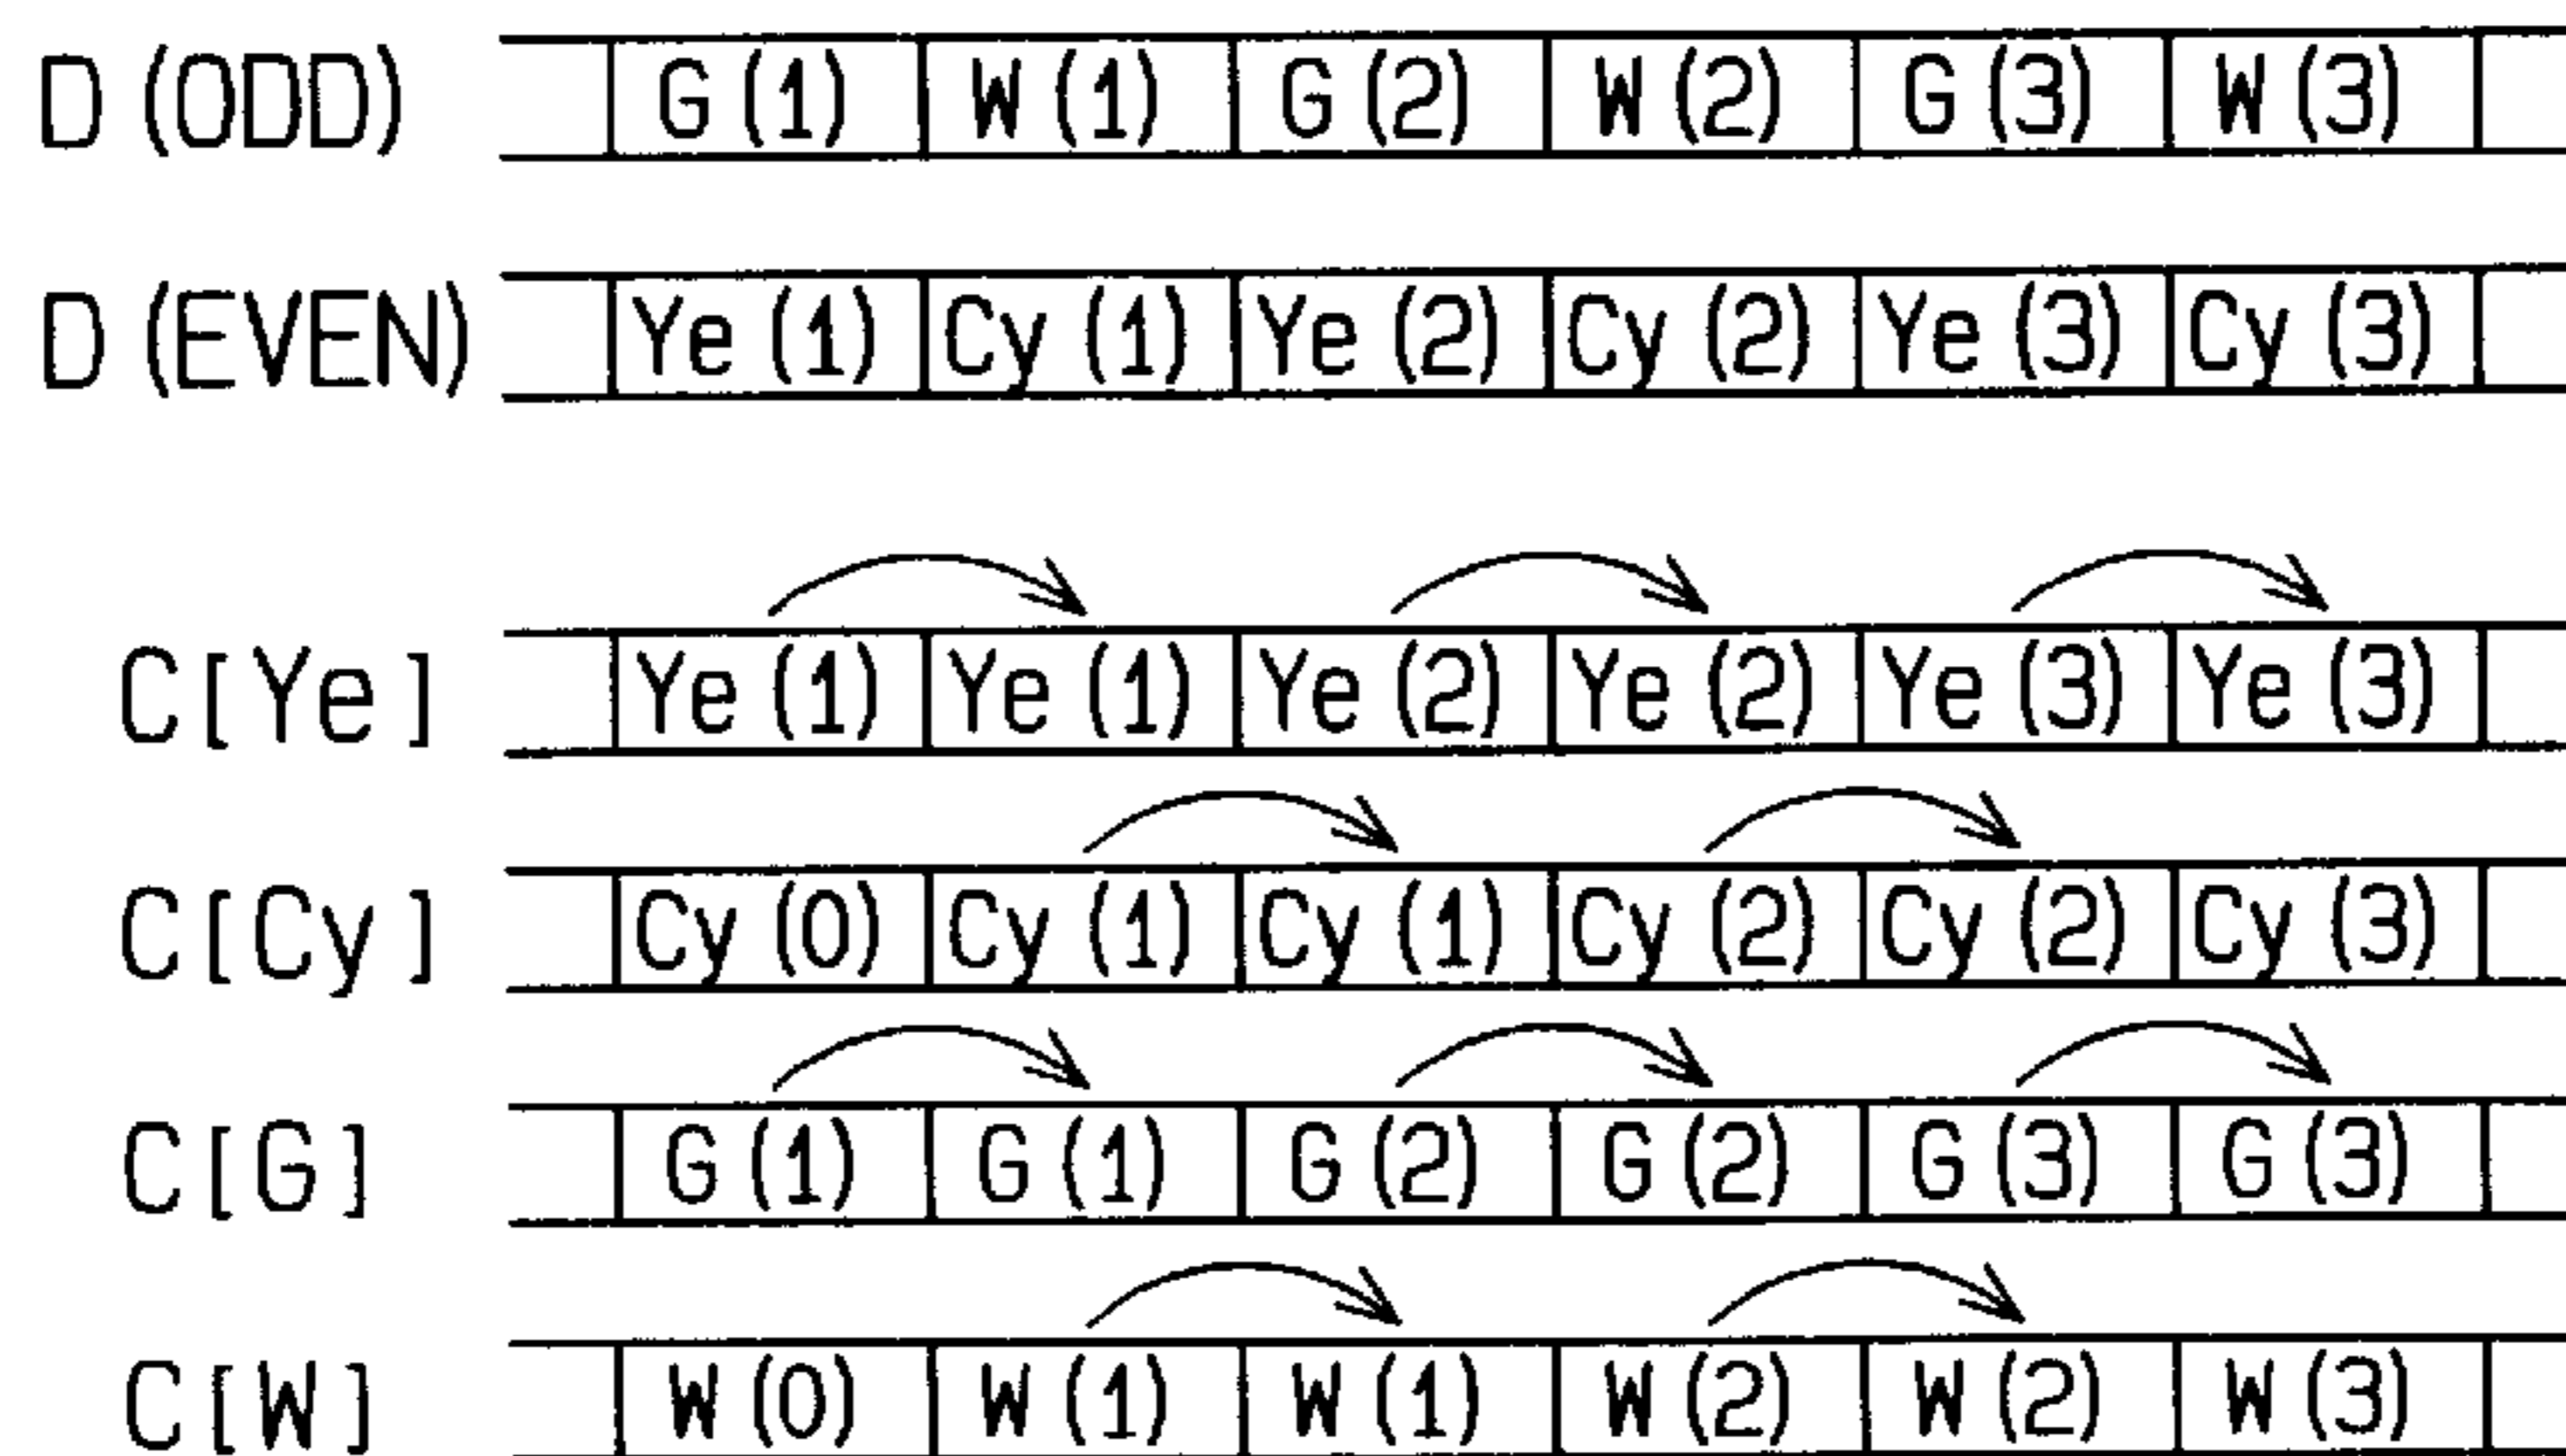 D (ODD) G (1) W (1) G (2) W (2) G (3) W (3)
D (EVEN) Ye (1) Cy (1) Ye (2) Cy (2) Ye (3) Cy (3)
C [Ye] Ye (1) Ye (1) Ye (2) Ye (2) Ye (3) Ye (3)
C [Cy] Cy (0) Cy (1) Cy (1) Cy (2) Cy (2) Cy (3)
C [G] G (1) G (1) G (2) G (2) G (3) G (3)
C [W] W (0) W (1) W (1) W (2) W (2) W (3)